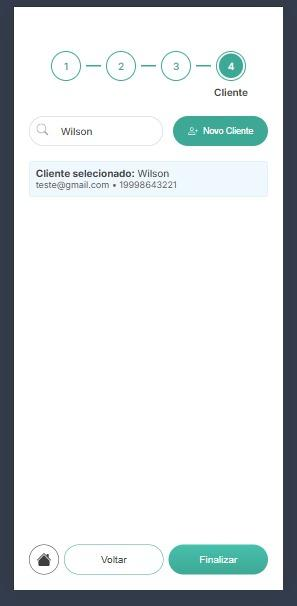 1 2 3 4
Cliente
Wilson Novo Cliente
Cliente selecionado: Wilson
teste@gmail.com • 19998643221
Voltar Finalizar